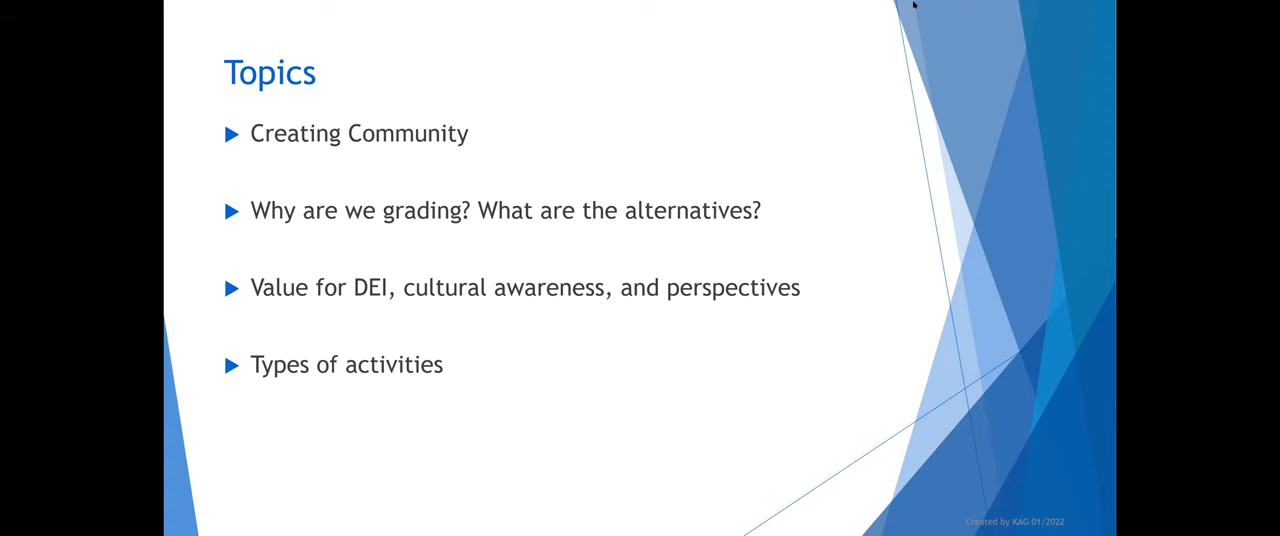 Topics
Creating Community
Why are we grading? What are the alternatives?
Value for DEI, cultural awareness, and perspectives
Types of activities
Created by KAG 01/2022